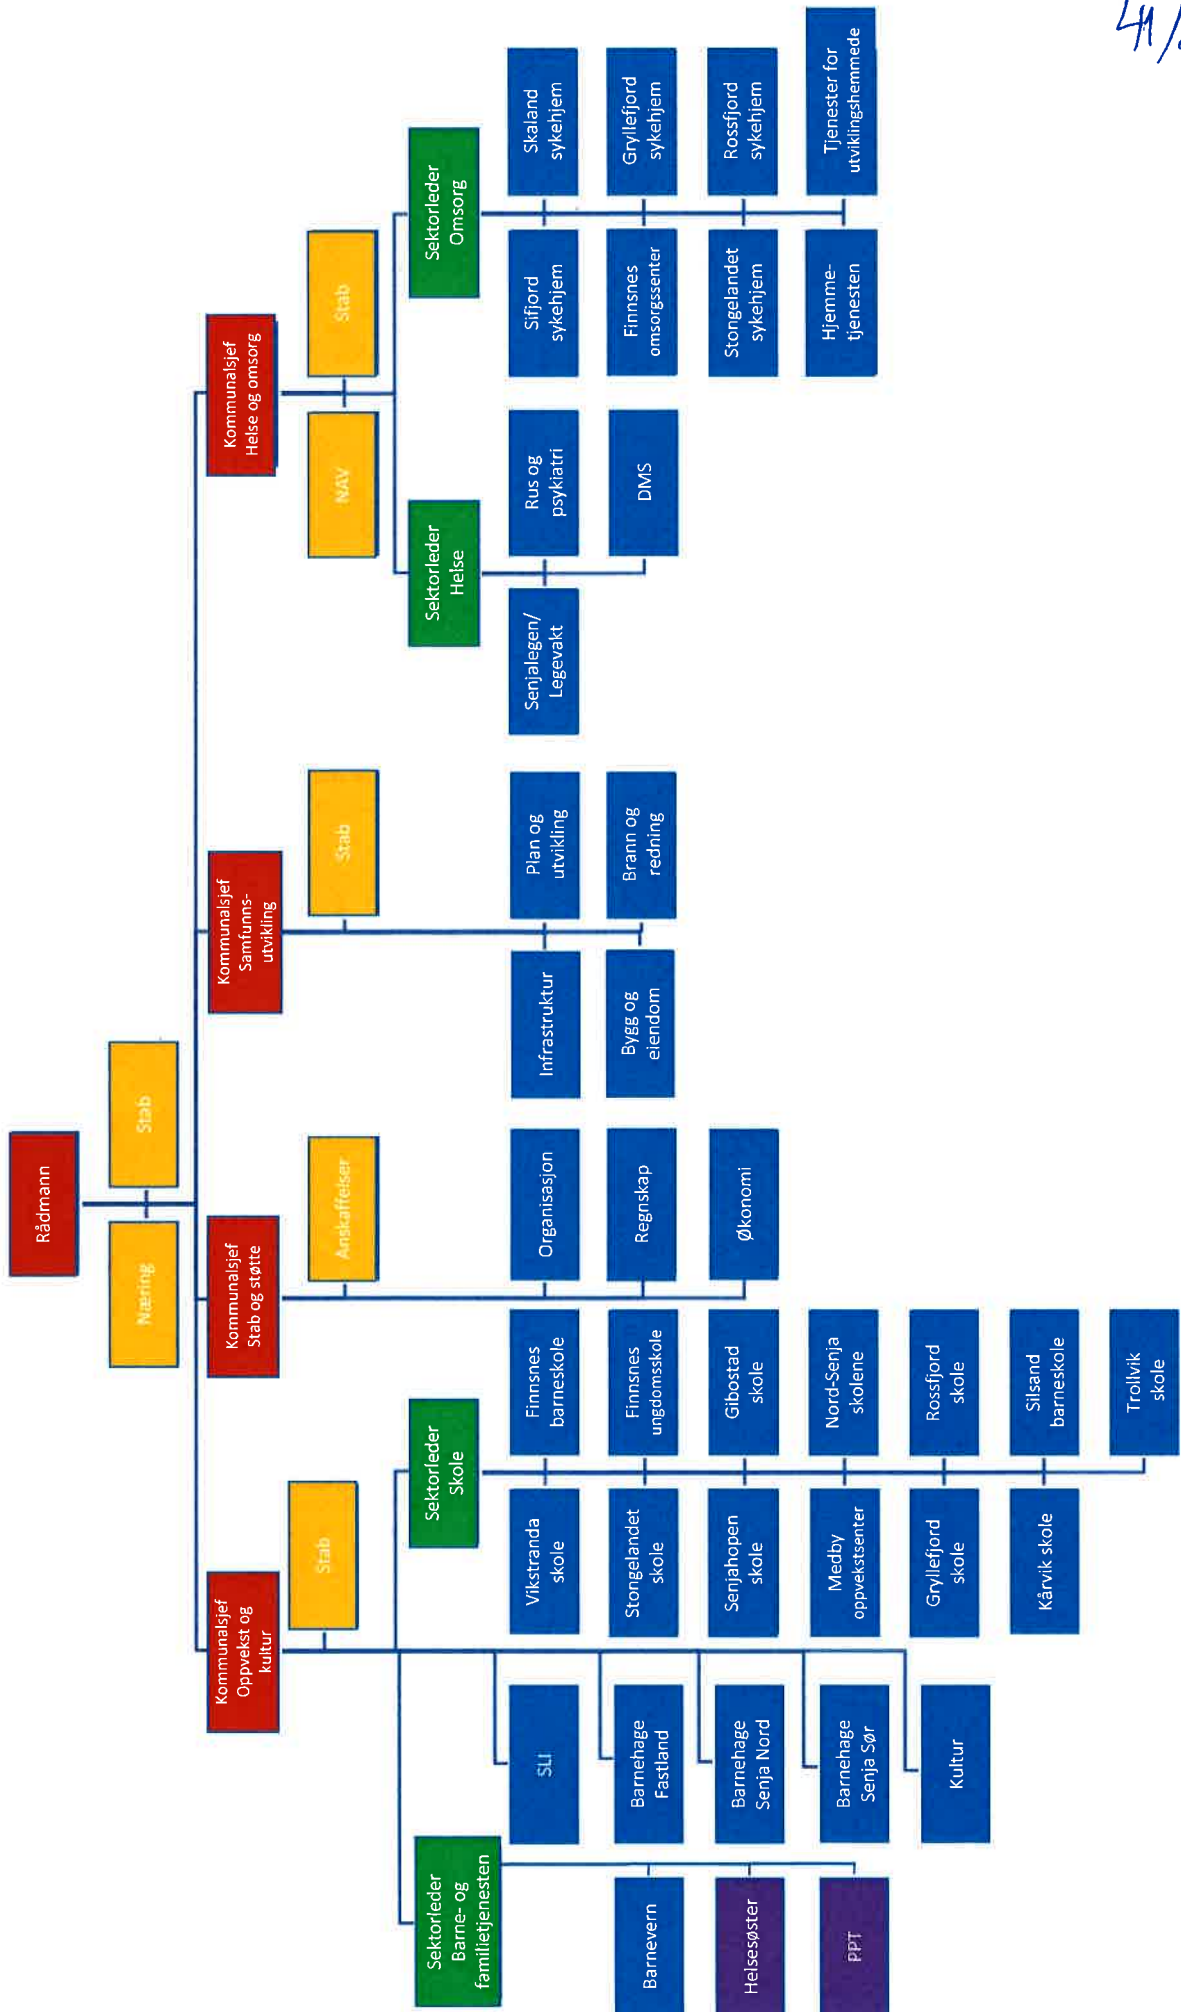 Rådmann
Næring
Stab
Kommunalsjef
Oppvekst og
kultur
Kommunalsjef
Stab og støtte
Kommunalsjef
Samfunns-
utvikling
Kommunalsjef
Helse og omsorg
Stab
Anskaffelser
Stab
NAV
Stab
Sektorleder
Barne- og
familietjenesten
Sektorleder
Skole
Sektorleder
Helse
Sektorleder
Omsorg
Barnevern
Helsesøster
PPT
SLI
Barnehage
Fastland
Barnehage
Senja Nord
Barnehage
Senja Sør
Kultur
Vikstranda
skole
Finnsnes
barneskole
Stongelandet
skole
Finnsnes
ungdomsskole
Senjahopen
skole
Gibostad
skole
Medby
oppvekstsenter
Nord-Senja
skolene
Gryllefjord
skole
Rossfjord
skole
Kårvik skole
Silsand
barneskole
Trollvik
skole
Organisasjon
Regnskap
Økonomi
Infrastruktur
Plan og
utvikling
Bygg og
eiendom
Brann og
redning
Senjalegen/
Legevakt
Rus og
psykiatri
DMS
Sifjord
sykehjem
Skaland
sykehjem
Finnsnes
omsorgssenter
Gryllefjord
sykehjem
Stongelandet
sykehjem
Rossfjord
sykehjem
Hjemme-
tjenesten
Tjenester for
utviklingshemmede